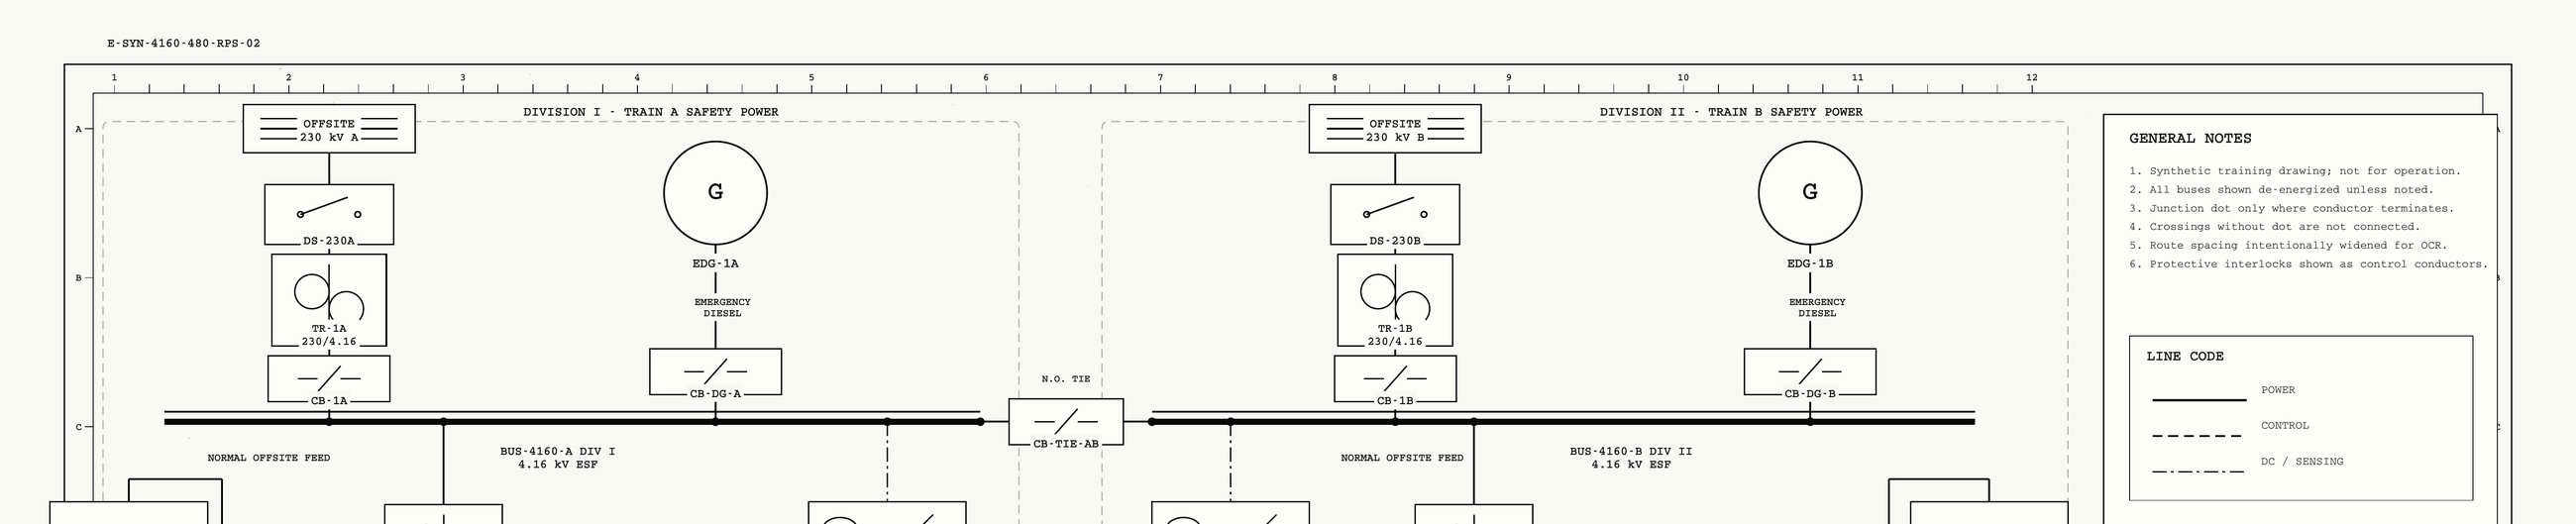 E-SYN-4160-480-RPS-02
1 2 3 4 5 6 7 8 9 10 11 12
A
B
C
DIVISION I - TRAIN A SAFETY POWER
OFFSITE
230 kV A
G
DS-230A
EDG-1A
EMERGENCY
DIESEL
TR-1A
230/4.16
CB-1A
CB-DG-A
NORMAL OFFSITE FEED
BUS-4160-A DIV I
4.16 kV ESF
N.O. TIE
CB-TIE-AB
DIVISION II - TRAIN B SAFETY POWER
OFFSITE
230 kV B
G
DS-230B
EDG-1B
EMERGENCY
DIESEL
TR-1B
230/4.16
CB-1B
CB-DG-B
NORMAL OFFSITE FEED
BUS-4160-B DIV II
4.16 kV ESF
GENERAL NOTES
1. Synthetic training drawing; not for operation.
2. All buses shown de-energized unless noted.
3. Junction dot only where conductor terminates.
4. Crossings without dot are not connected.
5. Route spacing intentionally widened for OCR.
6. Protective interlocks shown as control conductors.
LINE CODE
POWER
CONTROL
DC / SENSING